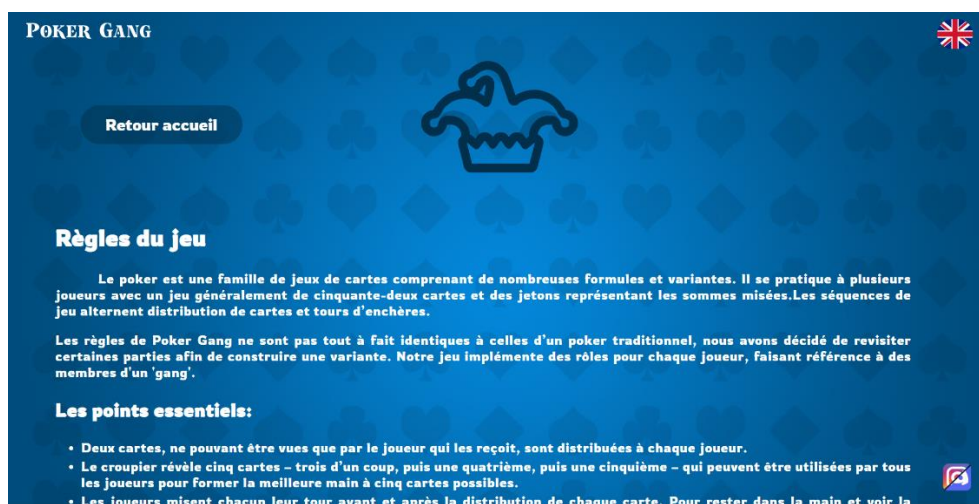 POKER GANG
Retour accueil
Règles du jeu
Le poker est une famille de jeux de cartes comprenant de nombreuses formules et variantes. Il se pratique à plusieurs
joueurs avec un jeu généralement de cinquante-deux cartes et des jetons représentant les sommes misées.Les séquences de
jeu alternent distribution de cartes et tours d'enchères.
Les règles de Poker Gang ne sont pas tout à fait identiques à celles d'un poker traditionnel, nous avons décidé de revisiter
certaines parties afin de construire une variante. Notre jeu implémente des rôles pour chaque joueur, faisant référence à des
membres d'un 'gang'.
Les points essentiels:
• Deux cartes, ne pouvant être vues que par le joueur qui les reçoit, sont distribuées à chaque joueur.
• Le croupier révèle cinq cartes – trois d'un coup, puis une quatrième, puis une cinquième – qui peuvent être utilisées par tous
les joueurs pour former la meilleure main à cinq cartes possibles.
• Les joueurs misent chacun leur tour avant et après la distribution de chaque carte. Pour rester dans la main et voir la